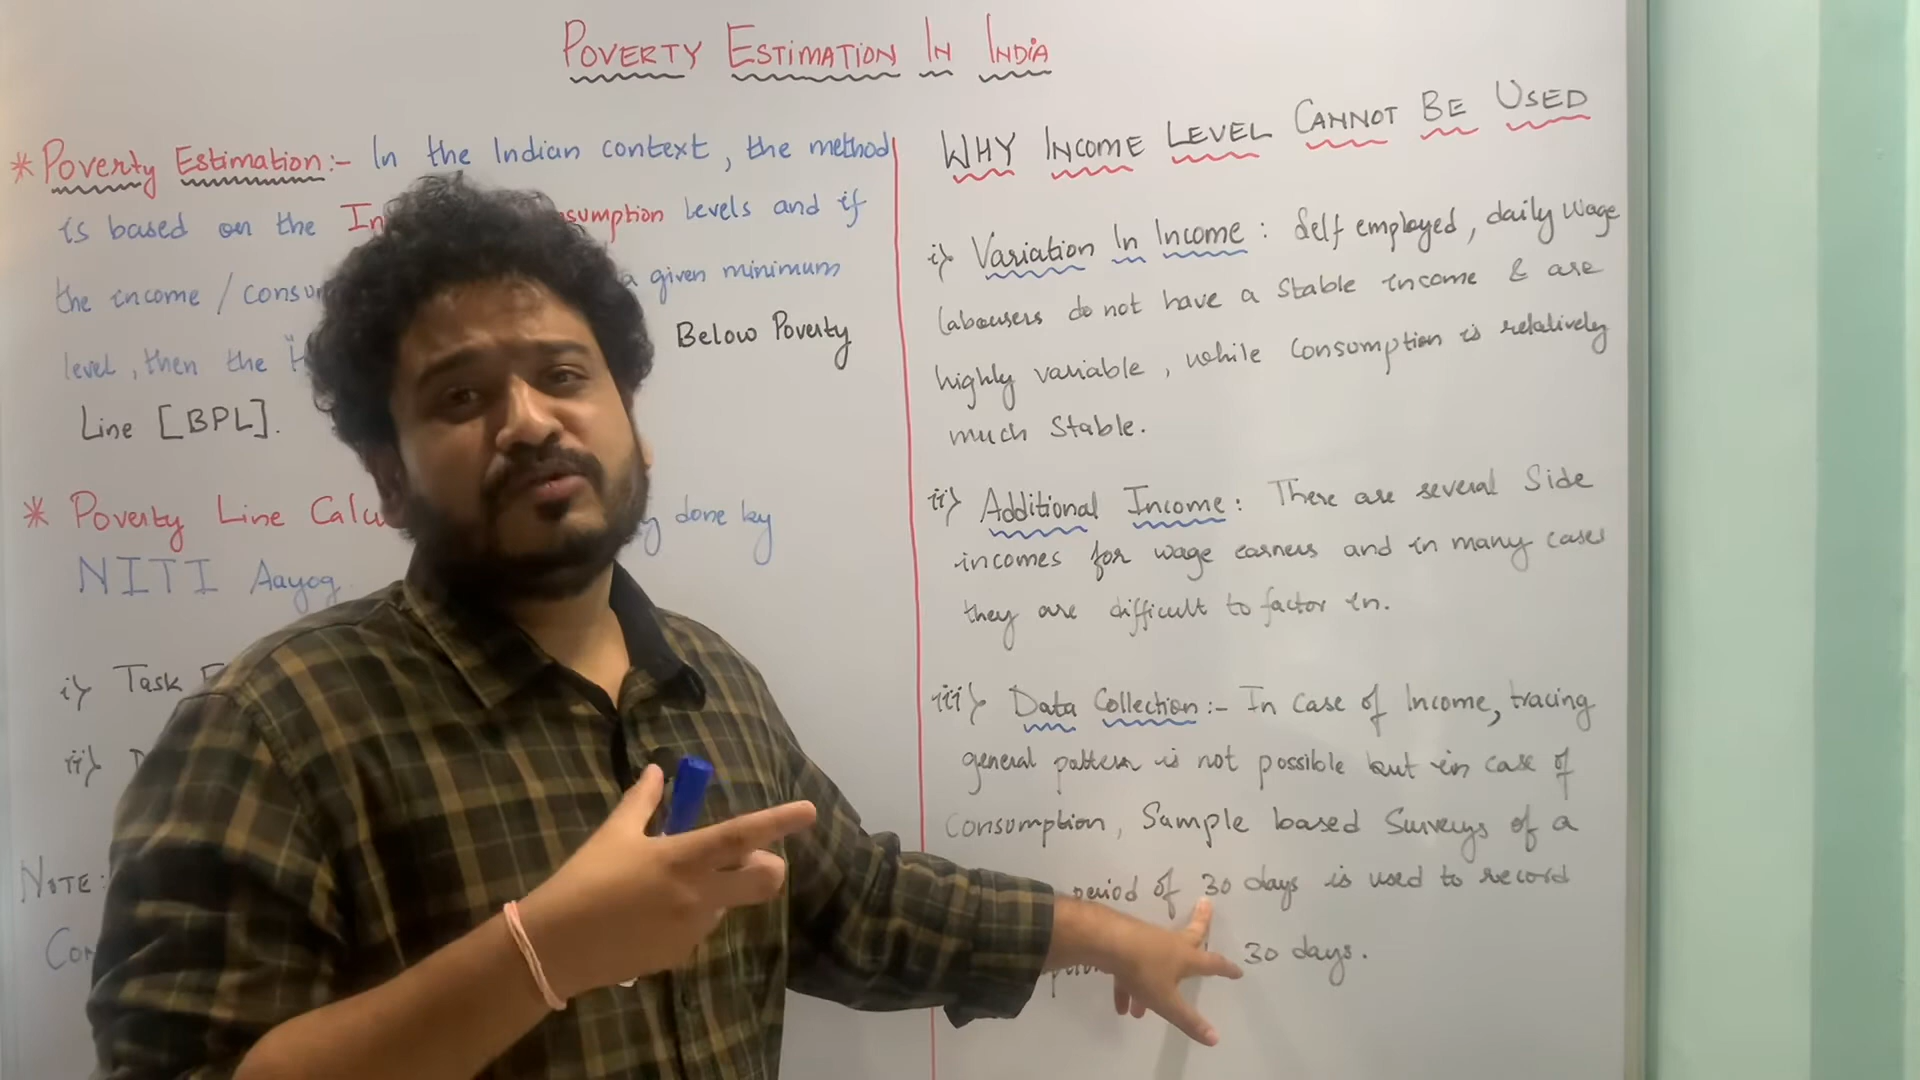 POVERTY ESTIMATION IN INDIA
* Poverty Estimation:- In the Indian context, the method
is based on the In sumption levels and if
the income / consu a given minimum
level, then the Below Poverty
Line [BPL].
* Poverty Line Calcu done by
NITI Aayog
i) Task
ii)
NOTE:
WHY INCOME LEVEL CANNOT BE USED
i) Variation In Income: Self employed, daily wage
labousers do not have a stable income & are
highly variable, while consumption is relatively
much Stable.
ii) Additional Income: There are several Side
incomes for wage earners and in many cases
they are difficult to factor in.
iii) Data Collection:- In case of Income, tracing
general pattern is not possible but in case of
Consumption, Sample based Surveys of a
period of 30 days is used to record
30 days.